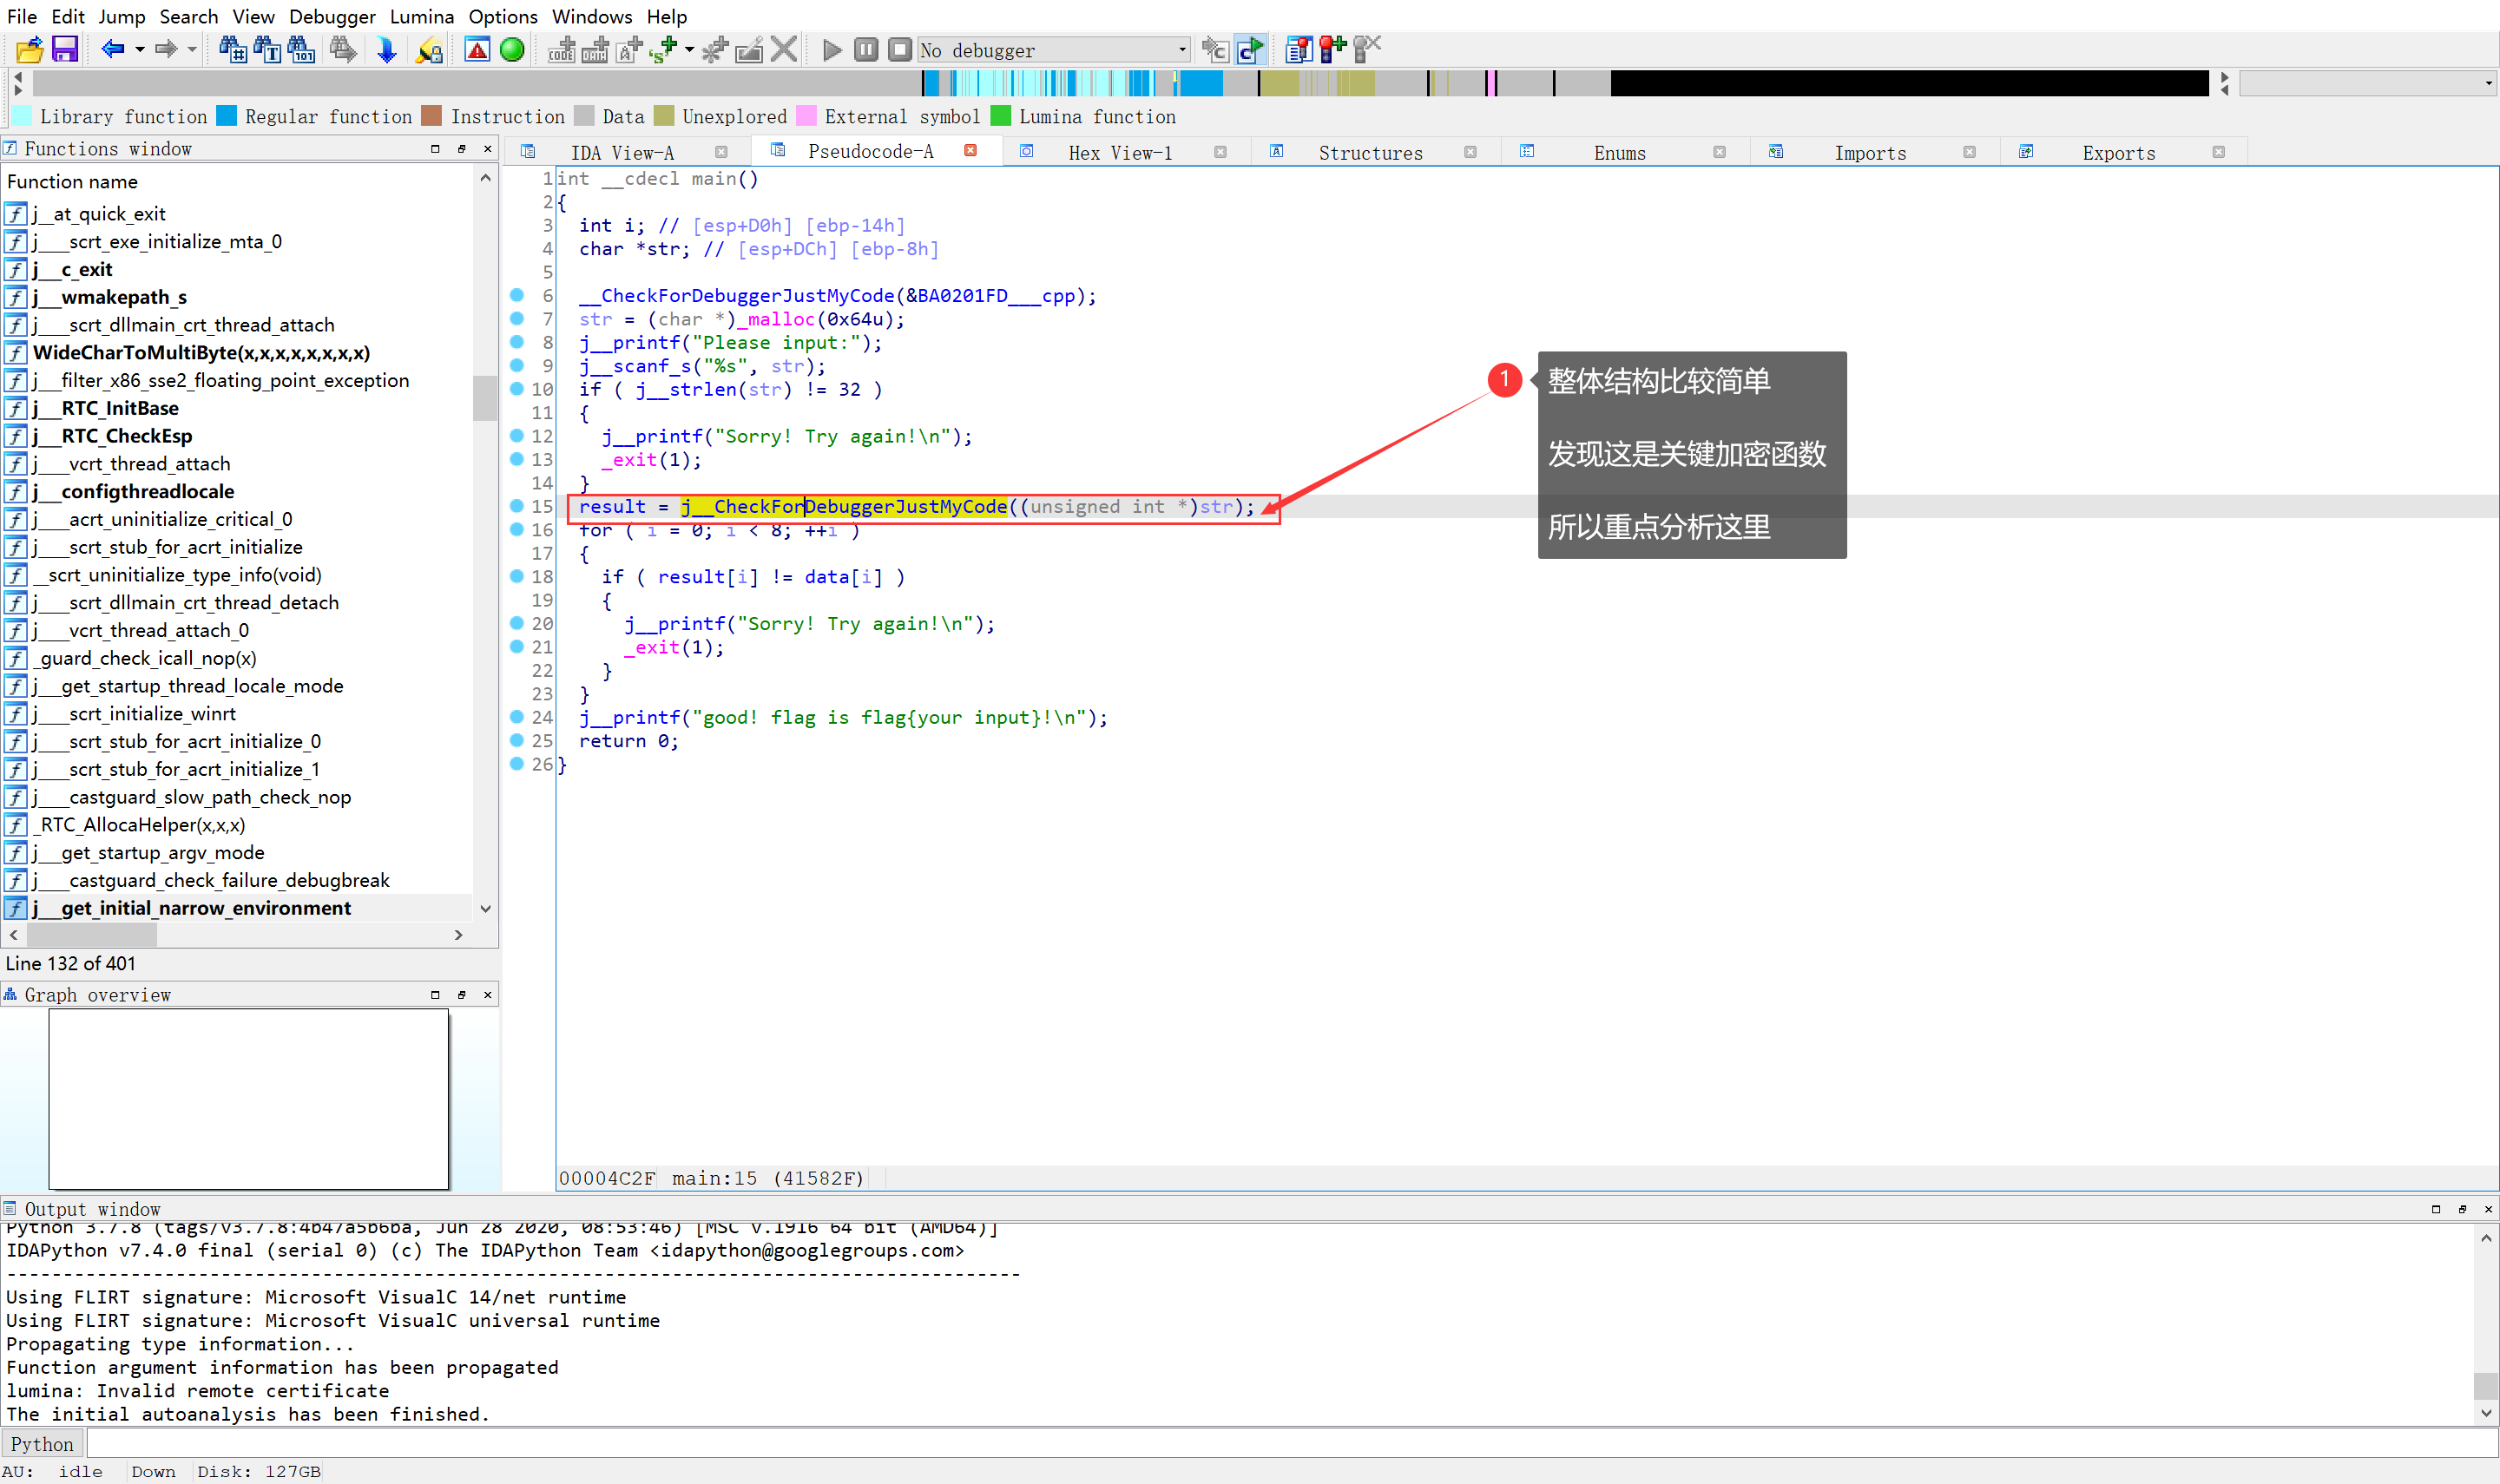 File Edit Jump Search View Debugger Lumina Options Windows Help
No debugger
Library function Regular function Instruction Data Unexplored External symbol Lumina function
Functions window
IDA View-A Pseudocode-A Hex View-1 Structures Enums Imports Exports
Function name
j__at_quick_exit
j___scrt_exe_initialize_mta_0
j___c_exit
j___wmakepath_s
j___scrt_dllmain_crt_thread_attach
WideCharToMultiByte(x,x,x,x,x,x,x,x)
j__filter_x86_sse2_floating_point_exception
j___RTC_InitBase
j___RTC_CheckEsp
j___vcrt_thread_attach
j___configthreadlocale
j___acrt_uninitialize_critical_0
j___scrt_stub_for_acrt_initialize
__scrt_uninitialize_type_info(void)
j___scrt_dllmain_crt_thread_detach
j___vcrt_thread_attach_0
_guard_check_icall_nop(x)
j___get_startup_thread_locale_mode
j___scrt_initialize_winrt
j___scrt_stub_for_acrt_initialize_0
j___scrt_stub_for_acrt_initialize_1
j___castguard_slow_path_check_nop
_RTC_AllocaHelper(x,x,x)
j__get_startup_argv_mode
j___castguard_check_failure_debugbreak
j___get_initial_narrow_environment
Line 132 of 401
Graph overview
1 int __cdecl main()
2 {
3 int i; // [esp+D0h] [ebp-14h]
4 char *str; // [esp+DCh] [ebp-8h]
5
6 __CheckForDebuggerJustMyCode(&BA0201FD___cpp);
7 str = (char *)_malloc(0x64u);
8 j__printf("Please input:");
9 j__scanf_s("%s", str);
10 if ( j__strlen(str) != 32 )
11 {
12 j__printf("Sorry! Try again!\n");
13 _exit(1);
14 }
15 result = j__CheckForDebuggerJustMyCode((unsigned int *)str);
16 for ( i = 0; i < 8; ++i )
17 {
18 if ( result[i] != data[i] )
19 {
20 j__printf("Sorry! Try again!\n");
21 _exit(1);
22 }
23 }
24 j__printf("good! flag is flag{your input}!\n");
25 return 0;
26 }
1
整体结构比较简单
发现这是关键加密函数
所以重点分析这里
00004C2F main:15 (41582F)
Output window
Python 3.7.8 (tags/v3.7.8:4b47a5b6ba, Jun 28 2020, 08:53:46) [MSC v.1916 64 bit (AMD64)]
IDAPython v7.4.0 final (serial 0) (c) The IDAPython Team <idapython@googlegroups.com>
------------------------------------------------------------------------------------------
Using FLIRT signature: Microsoft VisualC 14/net runtime
Using FLIRT signature: Microsoft VisualC universal runtime
Propagating type information...
Function argument information has been propagated
lumina: Invalid remote certificate
The initial autoanalysis has been finished.
Python
AU: idle Down Disk: 127GB